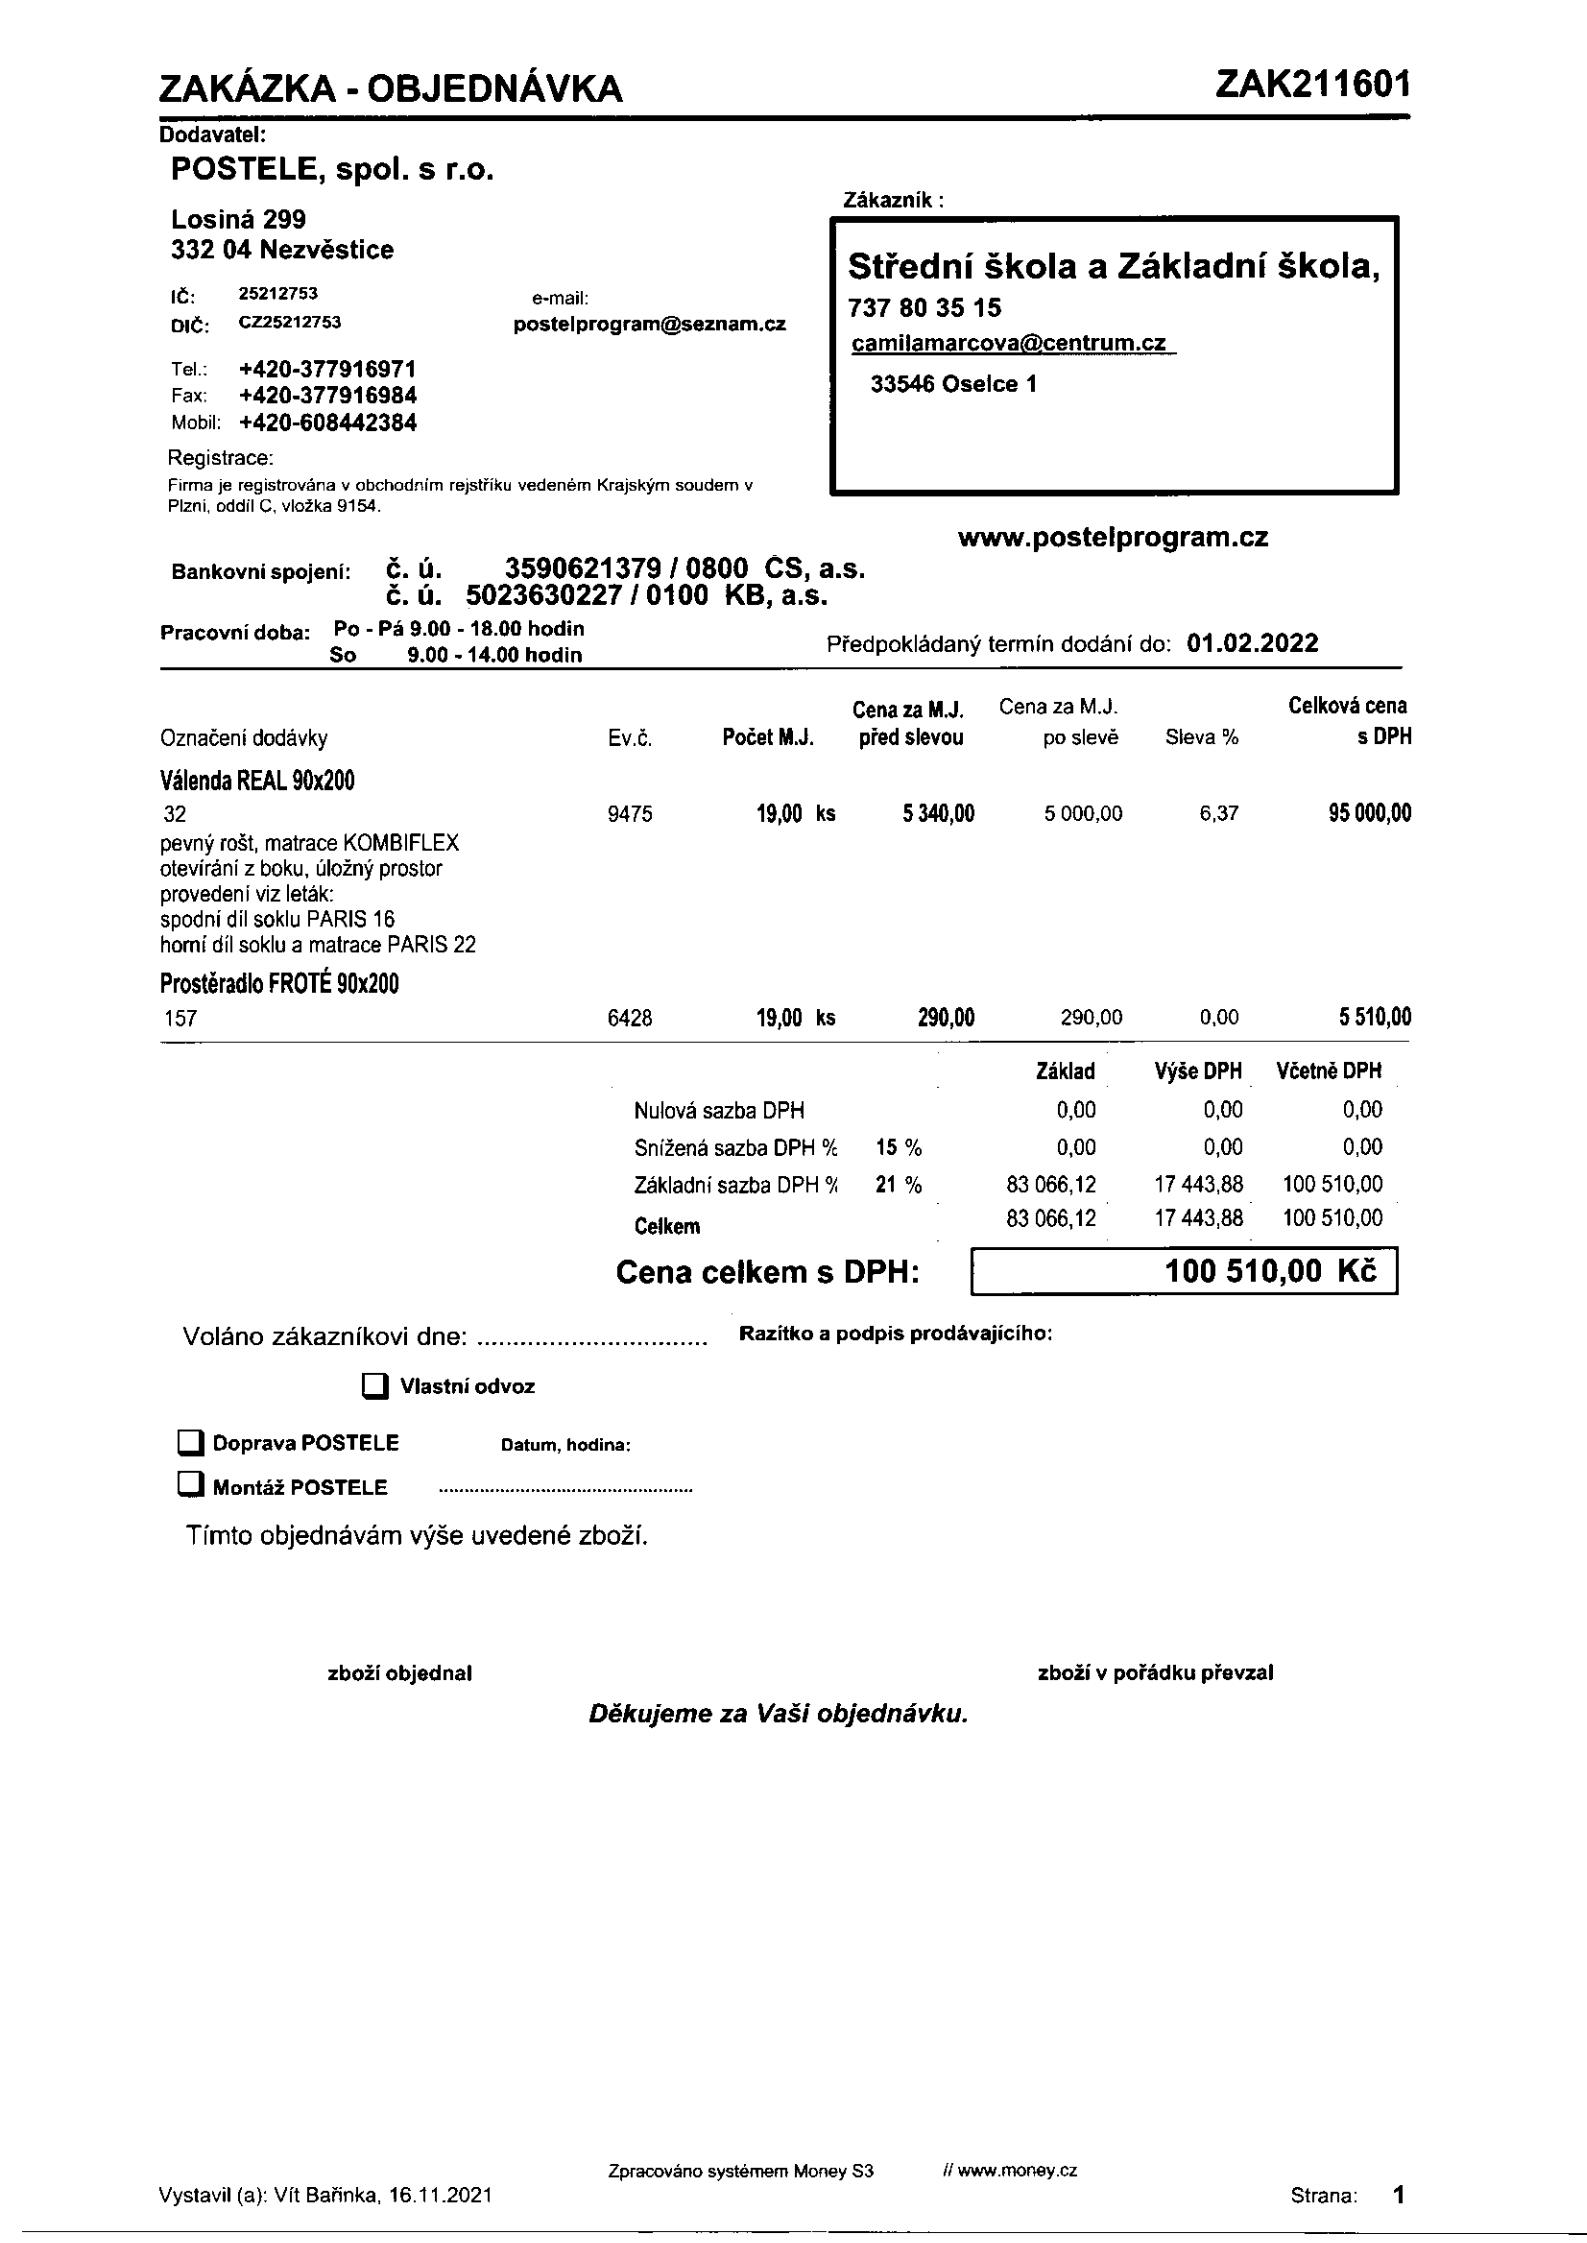 ZAKÁZKA - OBJEDNÁVKA ZAK211601
Dodavatel:
POSTELE, spol. s r.o.
Zákazník :
Losiná 299
332 04 Nezvěstice
Střední škola a Základní škola,
IČ: 25212753 e-mail:
737 80 35 15
DIČ: CZ25212753 postelprogram@seznam.cz
camilamarcova@centrum.cz
Tel.: +420-377916971
33546 Oselce 1
Fax: +420-377916984
Mobil: +420-608442384
Registrace:
Firma je registrována v obchodním rejstříku vedeném Krajským soudem v
Plzni, oddíl C, vložka 9154.
www.postelprogram.cz
Bankovní spojení: č. ú. 3590621379 / 0800 ČS, a.s.
č. ú. 5023630227 / 0100 KB, a.s.
Pracovní doba: Po - Pá 9.00 - 18.00 hodin
So 9.00 - 14.00 hodin
Předpokládaný termín dodání do: 01.02.2022
Cena za M.J. Cena za M.J. Celková cena
Označení dodávky Ev.č. Počet M.J. před slevou po slevě Sleva % s DPH
Válenda REAL 90x200
32 9475 19,00 ks 5 340,00 5 000,00 6,37 95 000,00
pevný rošt, matrace KOMBIFLEX
otevírání z boku, úložný prostor
provedení viz leták:
spodní díl soklu PARIS 16
horní díl soklu a matrace PARIS 22
Prostěradlo FROTÉ 90x200
157 6428 19,00 ks 290,00 290,00 0,00 5 510,00
Základ Výše DPH Včetně DPH
Nulová sazba DPH 0,00 0,00 0,00
Snížená sazba DPH % 15 % 0,00 0,00 0,00
Základní sazba DPH % 21 % 83 066,12 17 443,88 100 510,00
Celkem 83 066,12 17 443,88 100 510,00
Cena celkem s DPH: 100 510,00 Kč
Voláno zákazníkovi dne: ................................ Razítko a podpis prodávajícího:
Vlastní odvoz
Doprava POSTELE Datum, hodina:
Montáž POSTELE ..................................................
Tímto objednávám výše uvedené zboží.
zboží objednal zboží v pořádku převzal
Děkujeme za Vaši objednávku.
Zpracováno systémem Money S3 // www.money.cz
Vystavil (a): Vít Bařinka, 16.11.2021 Strana: 1